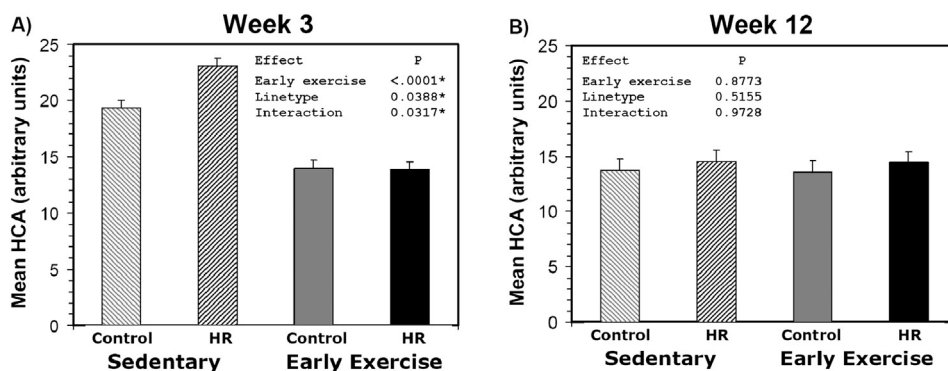 A) Week 3
Mean HCA (arbitrary units)
25
20
15
10
5
0
Effect P
Early exercise <.0001*
Linetype 0.0388*
Interaction 0.0317*
Control HR Control HR
Sedentary Early Exercise
B) Week 12
Mean HCA (arbitrary units)
25
20
15
10
5
0
Effect P
Early exercise 0.8773
Linetype 0.5155
Interaction 0.9728
Control HR Control HR
Sedentary Early Exercise